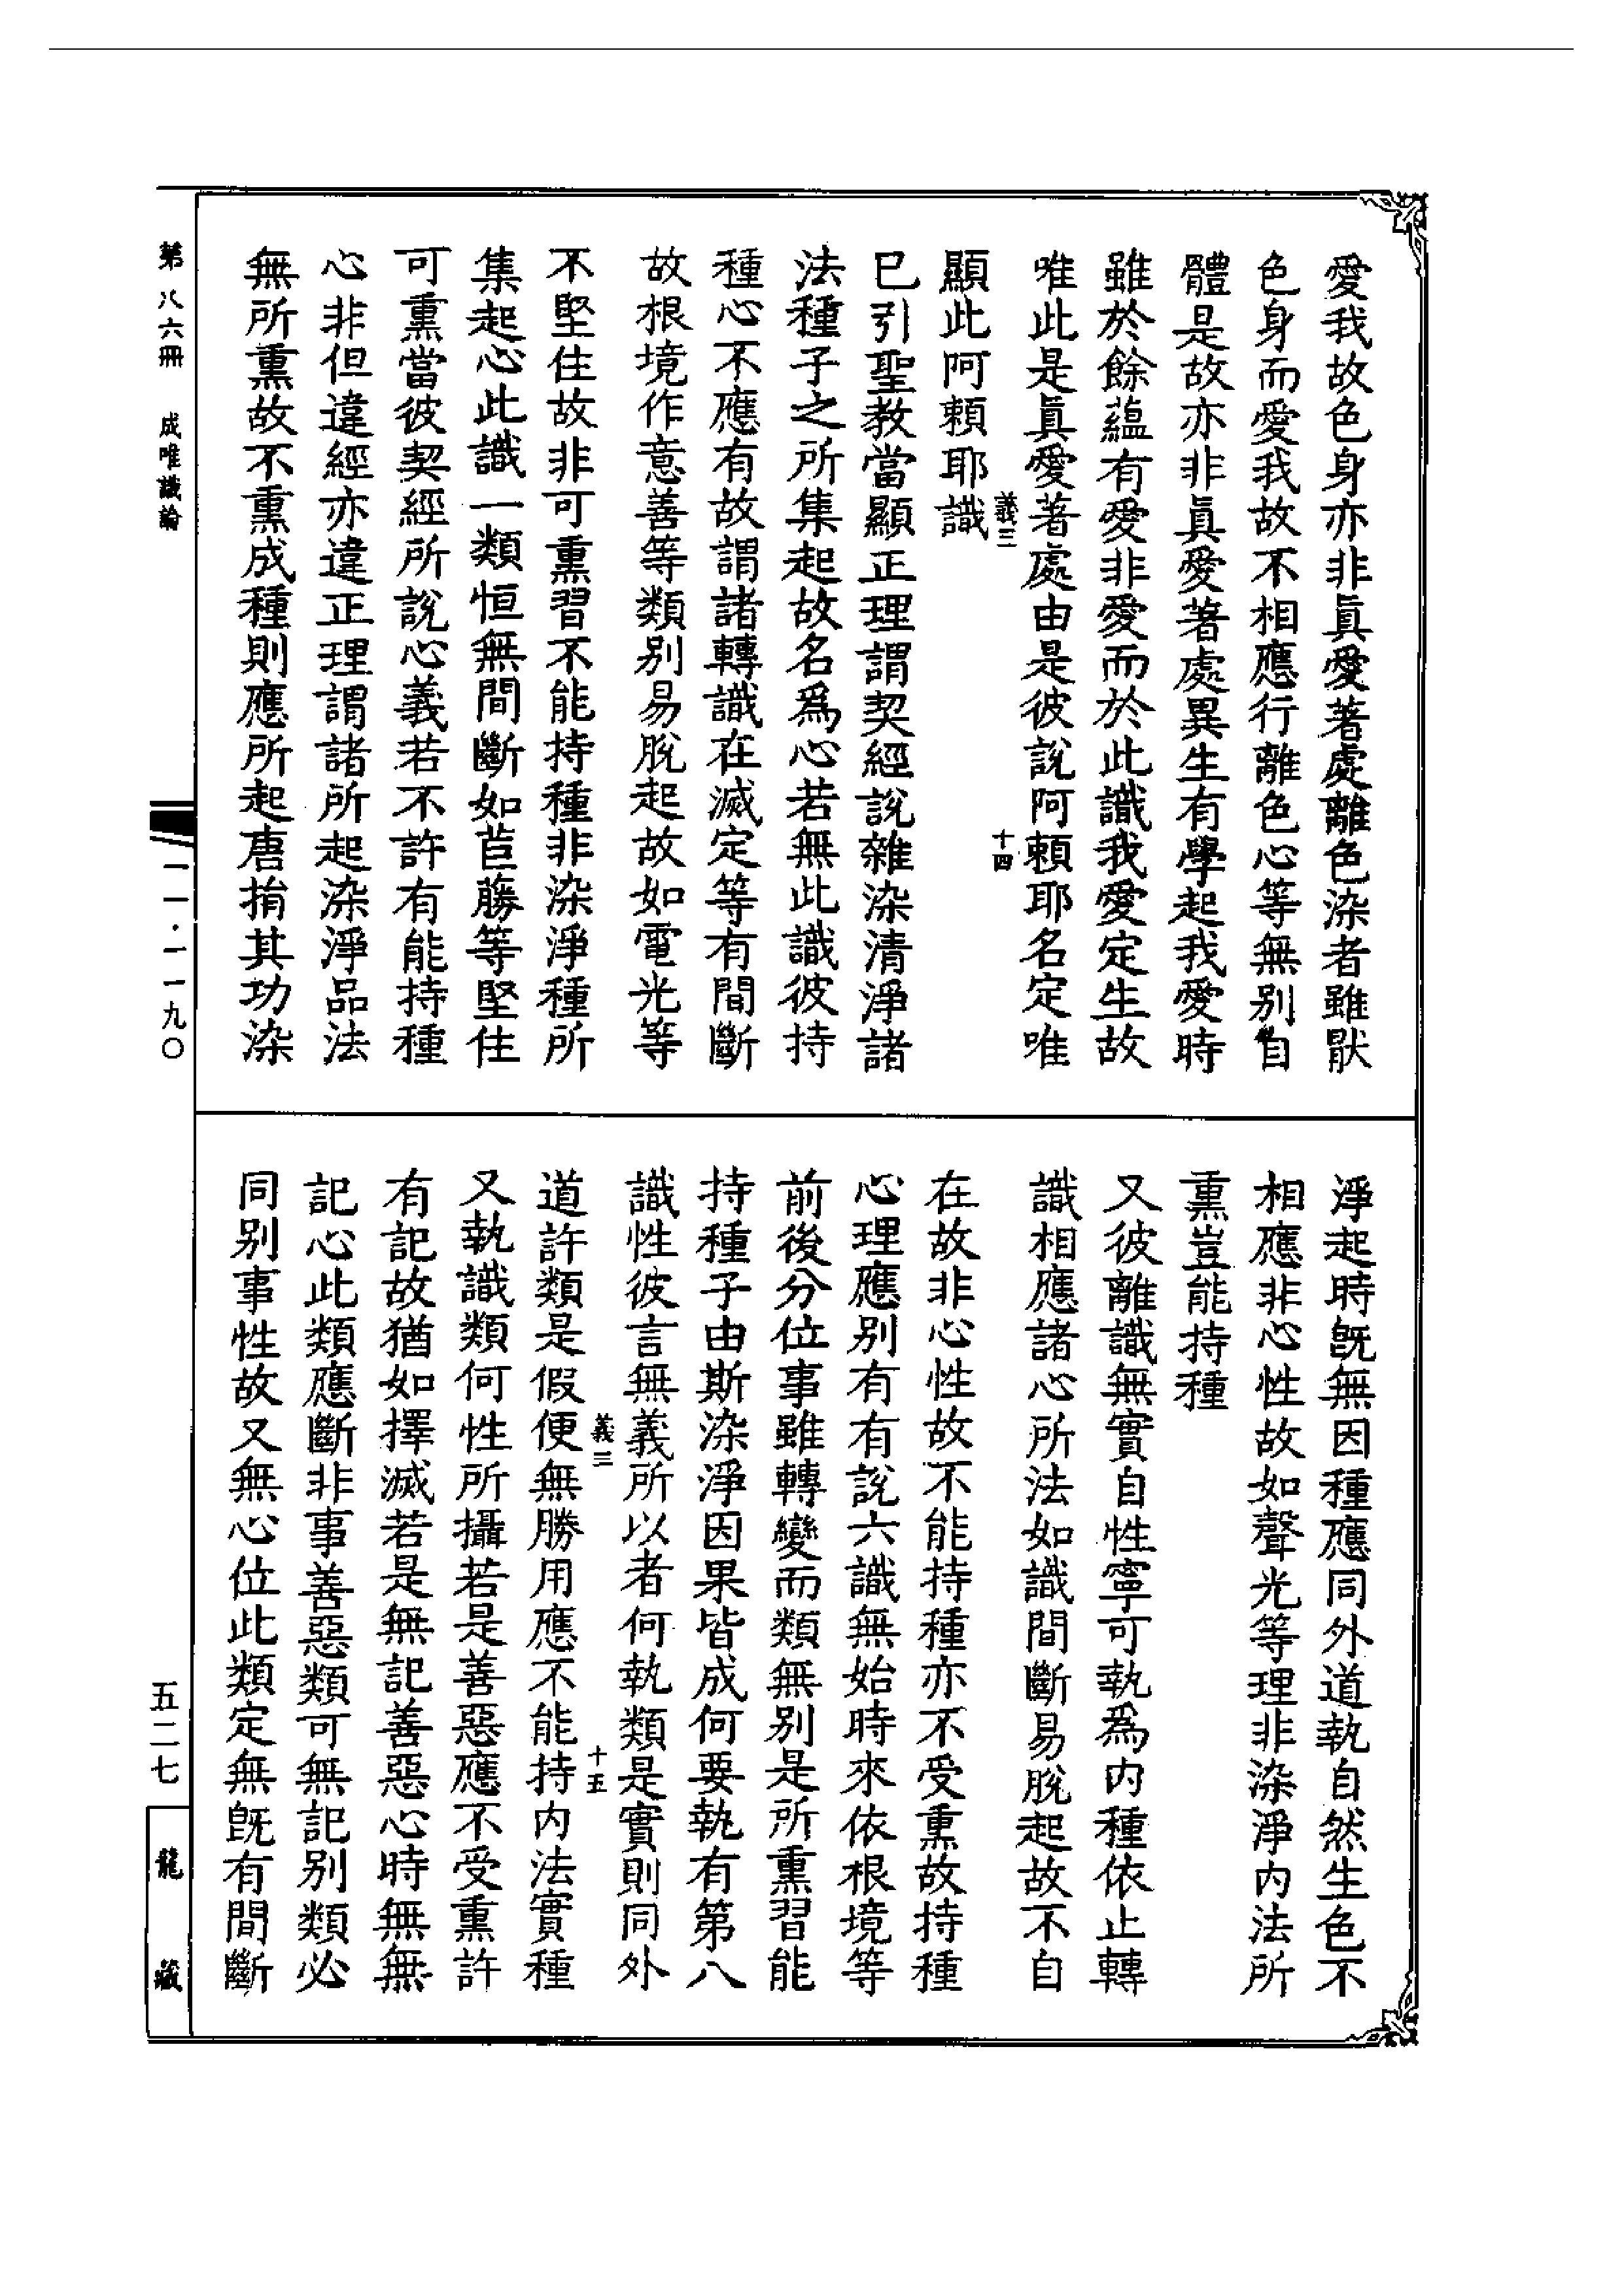 愛我故色身亦非眞愛著處離色染者雖猒
色身而愛我故不相應行離色心等無别自
體是故亦非眞愛著處異生有學起我愛時
雖於餘蘊有愛非愛而於此識我愛定生故
唯此是眞愛著處由是彼說阿賴耶名定唯
義三
十四
顯此阿賴耶識
已引聖教當顯正理謂契經說雜染清淨諸
法種子之所集起故名爲心若無此識彼持
種心不應有故謂諸轉識在滅定等有間斷
故根境作意善等類别易脫起故如電光等
不堅住故非可熏習不能持種非染淨種所
集起心此識一類恒無間斷如苣蕂等堅住
可熏當彼契經所說心義若不許有能持種
心非但違經亦違正理謂諸所起染淨品法
無所熏故不熏成種則應所起唐捐其功染
第八六冊　成唯識論
一一·一一九〇
淨起時旣無因種應同外道執自然生色不
相應非心性故如聲光等理非染淨內法所
熏豈能持種
又彼離識無實自性寧可執爲內種依止轉
識相應諸心所法如識間斷易脫起故不自
在故非心性故不能持種亦不受熏故持種
心理應别有有說六識無始時來依根境等
前後分位事雖轉變而類無别是所熏習能
持種子由斯染淨因果皆成何要執有第八
識性彼言無義所以者何執類是實則同外
義三
十五
道許類是假便無勝用應不能持內法實種
又執識類何性所攝若是善惡應不受熏許
有記故猶如擇滅若是無記善惡心時無無
記心此類應斷非事善惡類可無記别類必
同别事性故又無心位此類定無旣有間斷
五二七
龍藏